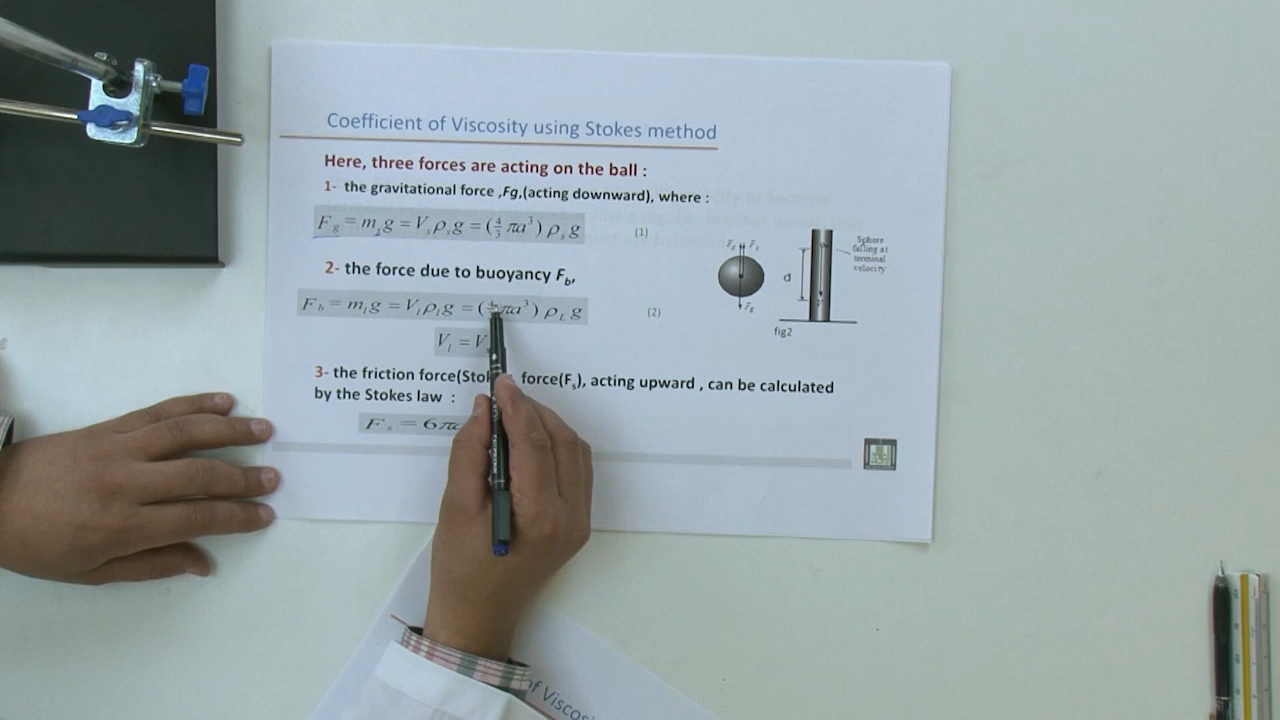 Coefficient of Viscosity using Stokes method
Here, three forces are acting on the ball :
1- the gravitational force ,Fg,(acting downward), where :
F_g = m_s g = V_s ρ_s g = (4/3 πa³) ρ_s g (1)
2- the force due to buoyancy F_b,
F_b = m_l g = V_l ρ_l g = ( πa³) ρ_L g (2)
V_l = V
3- the friction force(Stok force(F_s), acting upward , can be calculated
by the Stokes law :
F_s = 6π
F_s
F_g
d
Sphere
falling at
terminal
velocity
fig2
of Viscosi